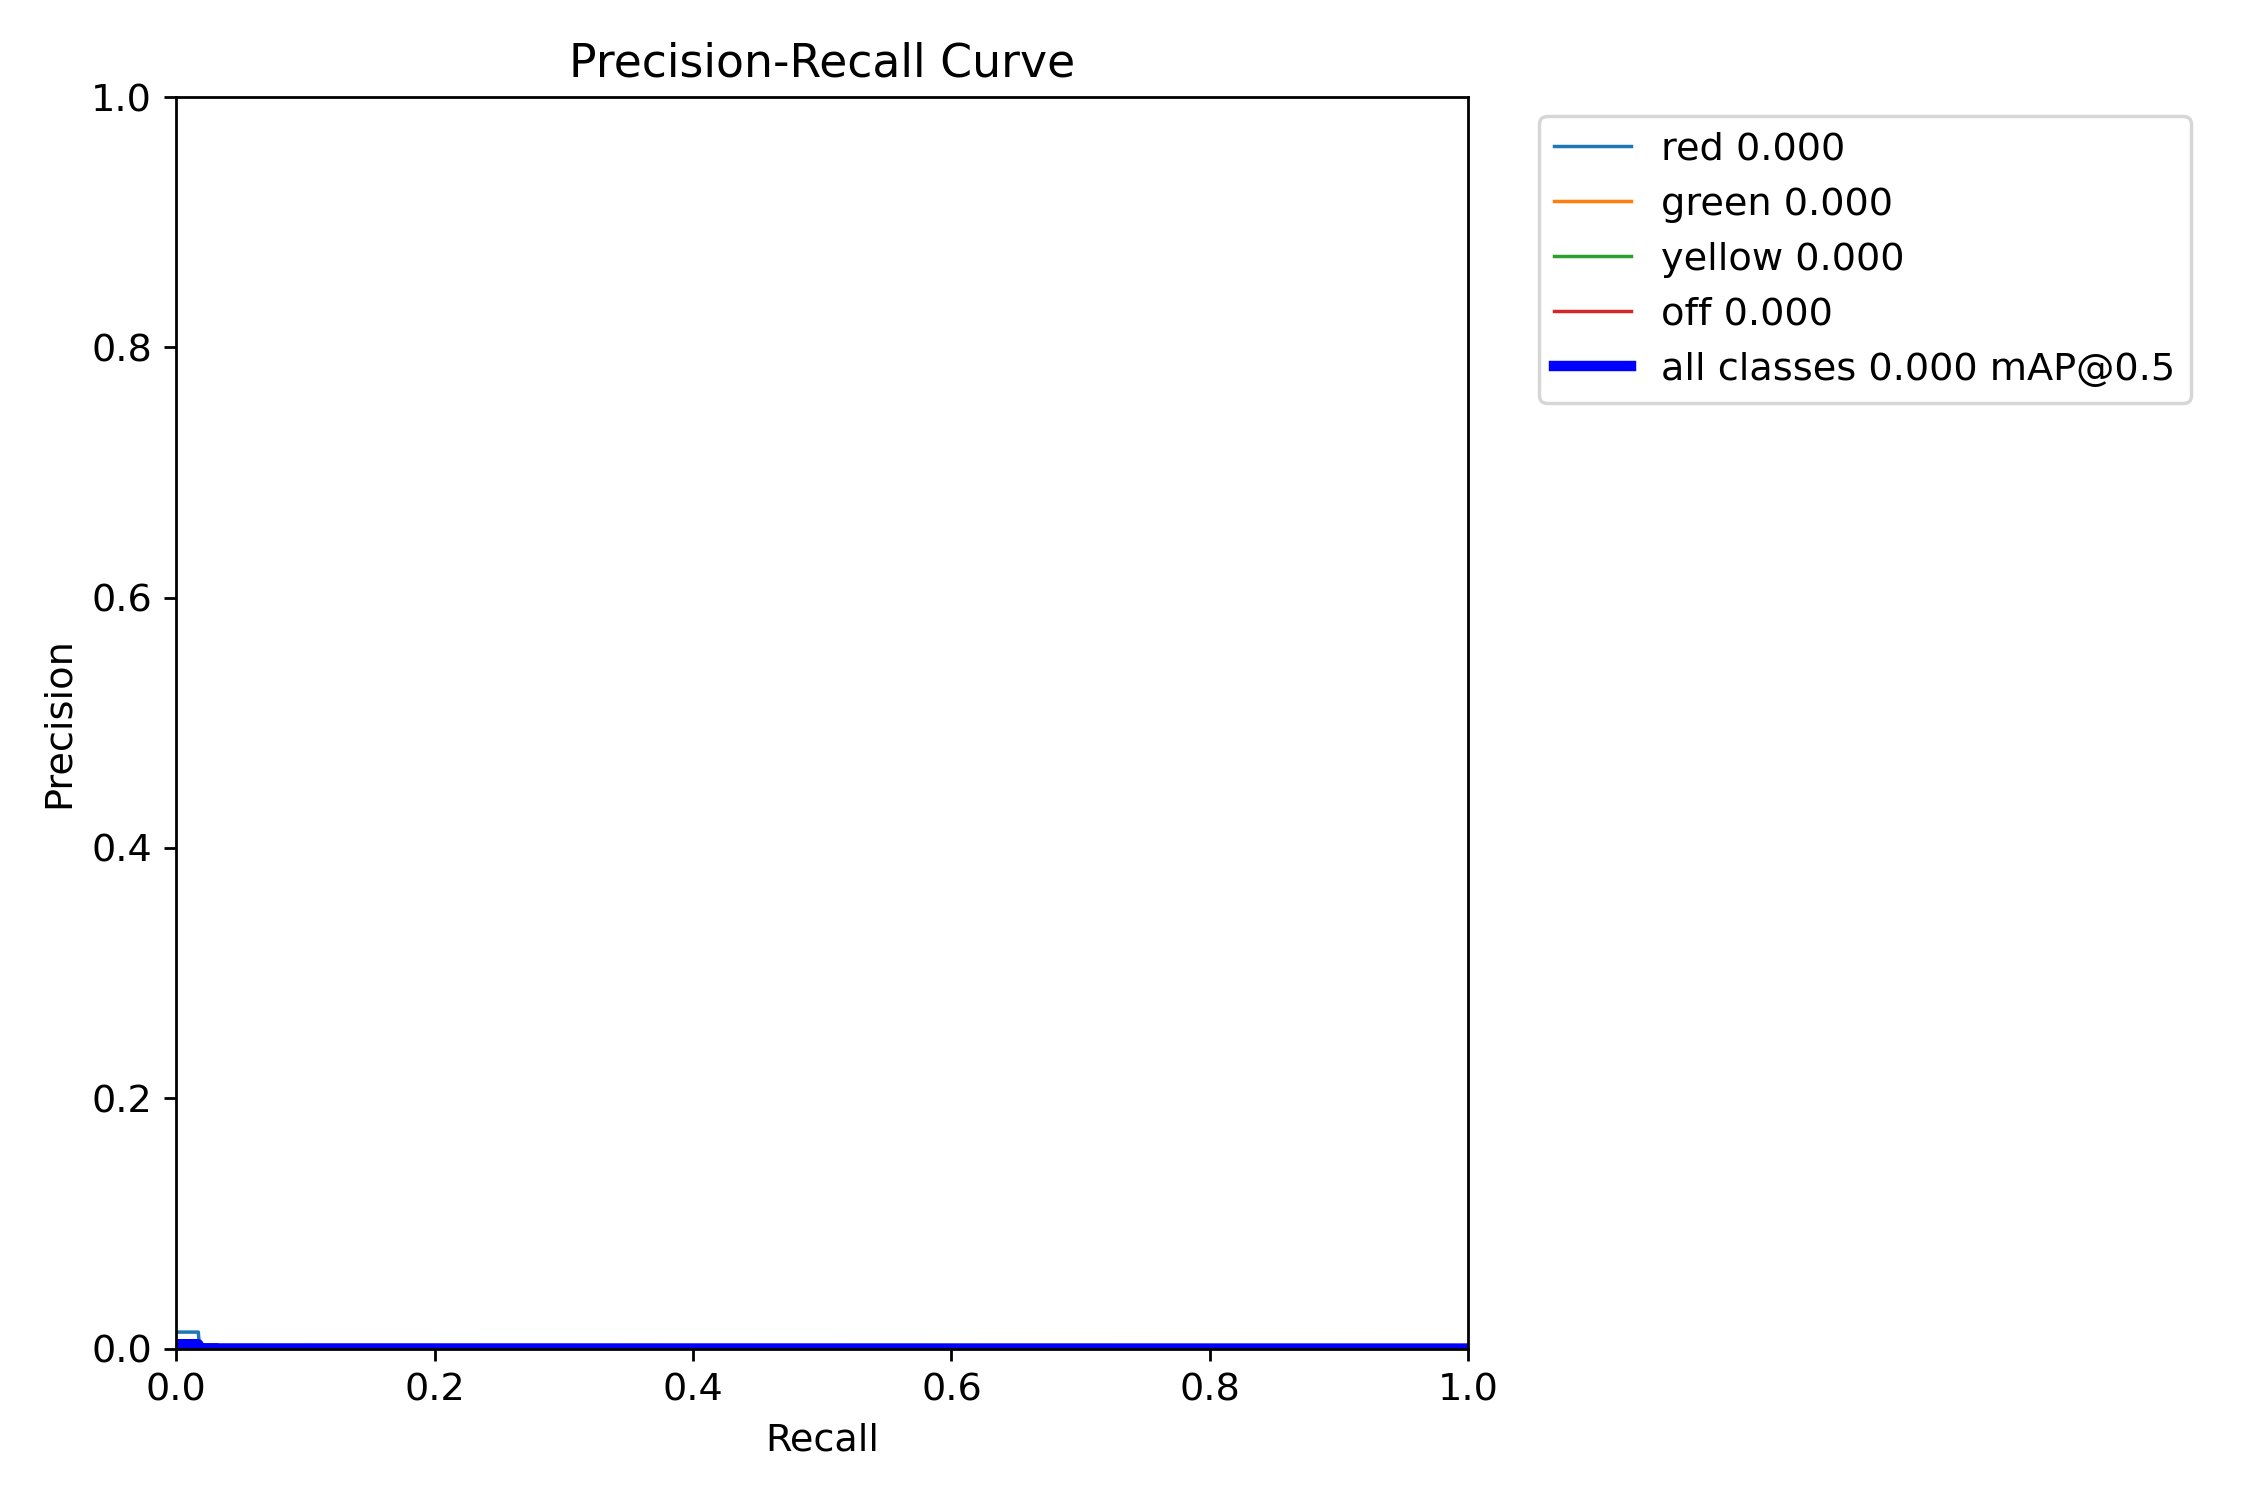 Precision-Recall Curve
1.0
0.8
0.6
0.4
0.2
0.0
Precision
0.0 0.2 0.4 0.6 0.8 1.0
Recall
red 0.000
green 0.000
yellow 0.000
off 0.000
all classes 0.000 mAP@0.5